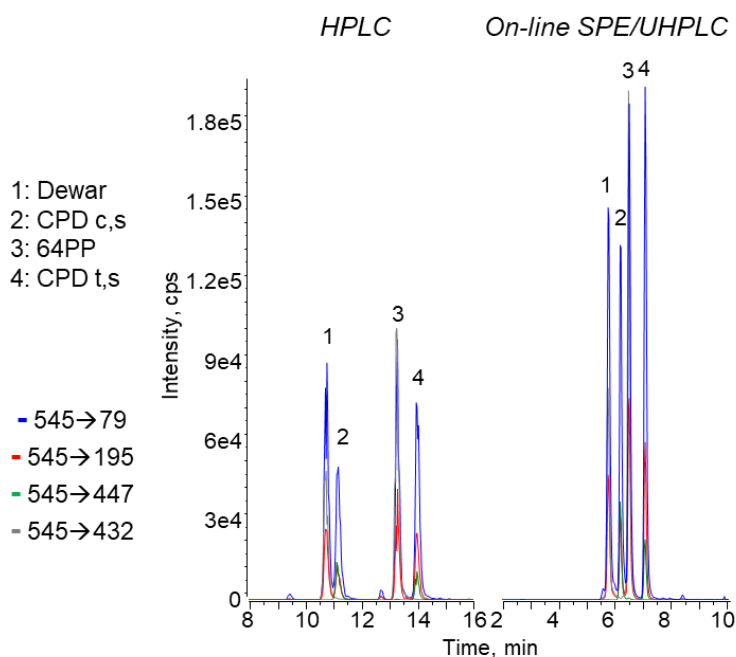 HPLC
On-line SPE/UHPLC
1: Dewar
2: CPD c,s
3: 64PP
4: CPD t,s
545→79
545→195
545→447
545→432
Intensity, cps
1.8e5
1.5e5
1.2e5
9e4
6e4
3e4
0
1
2
3
4
1
2
3
4
8 10 12 14 16 2 4 6 8 10
Time, min